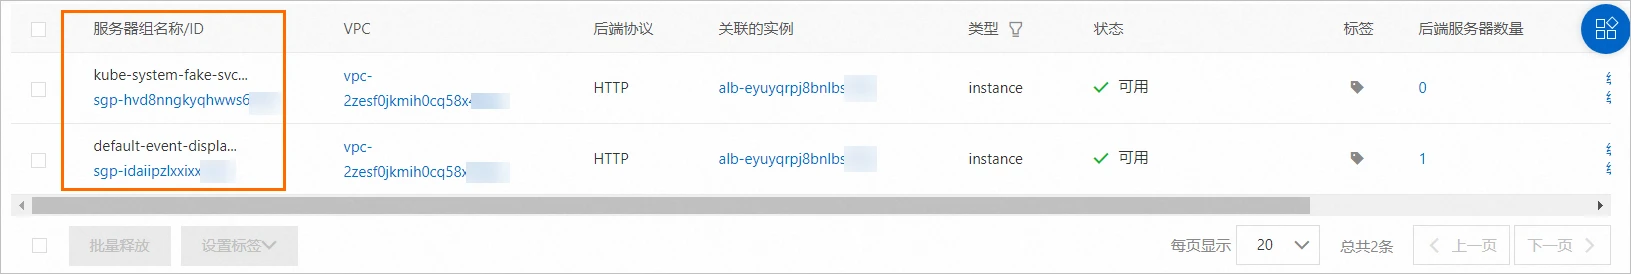 服务器组名称/ID VPC 后端协议 关联的实例 类型 状态 标签 后端服务器数量
kube-system-fake-svc...
sgp-hvd8nngkyqhwws6
vpc-
2zesf0jkmih0cq58x
HTTP alb-eyuyqrpj8bnlbs instance 可用 0
default-event-displa...
sgp-idaiipzlxxixx
vpc-
2zesf0jkmih0cq58x
HTTP alb-eyuyqrpj8bnlbs instance 可用 1
批量释放 设置标签 每页显示 20 总共2条 上一页 下一页